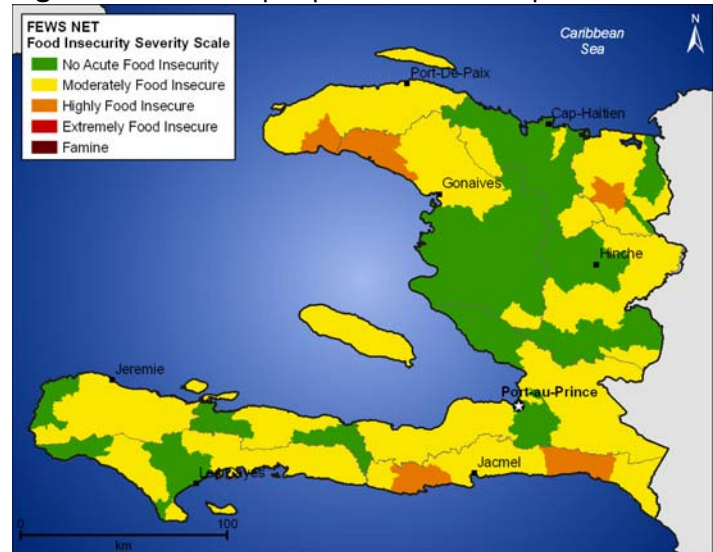 FEWS NET
Food Insecurity Severity Scale
No Acute Food Insecurity
Moderately Food Insecure
Highly Food Insecure
Extremely Food Insecure
Famine
Caribbean
Sea
N
Port-De-Paix
Cap-Haitien
Gonaives
Hinche
Jeremie
Port-au-Prince
Jacmel
0 100
km